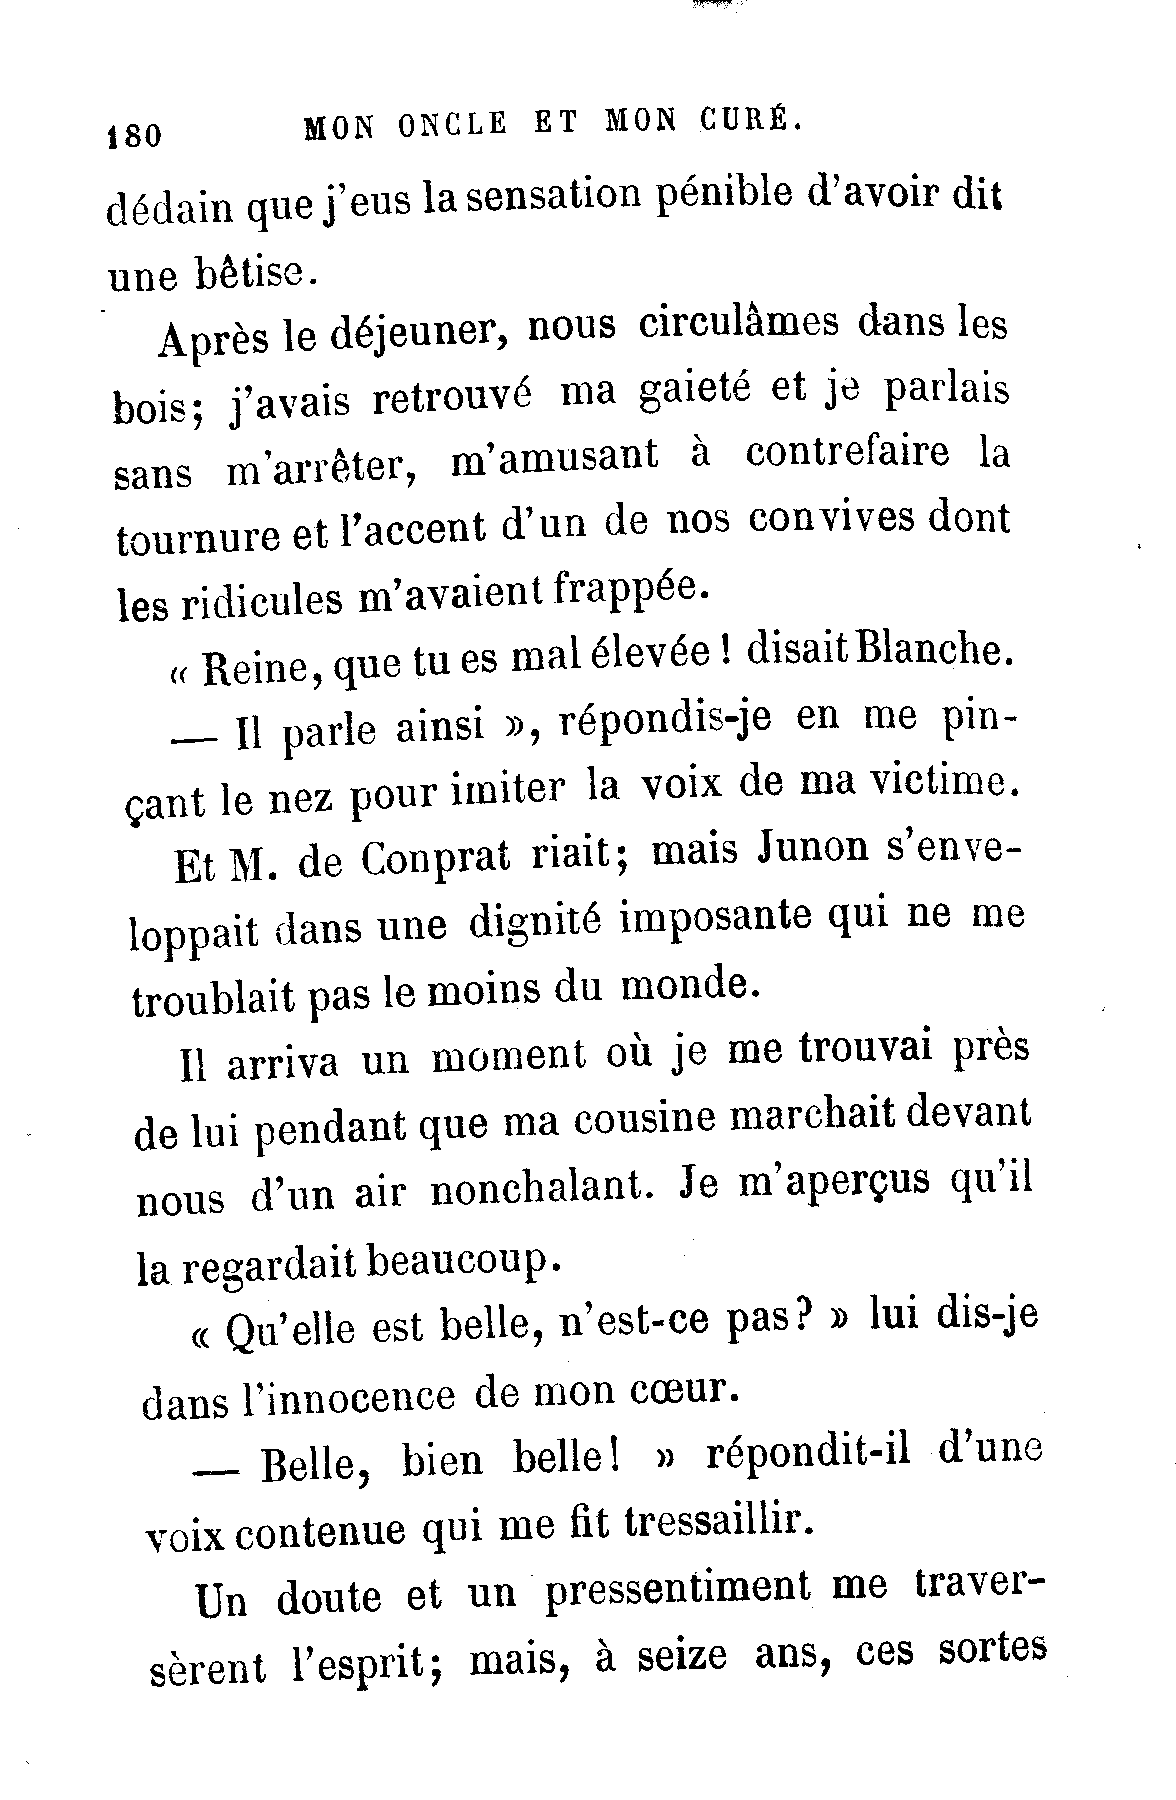 180 MON ONCLE ET MON CURÉ.
dédain que j'eus la sensation pénible d'avoir dit
une bêtise.
Après le déjeuner, nous circulâmes dans les
bois; j'avais retrouvé ma gaieté et je parlais
sans m'arrêter, m'amusant à contrefaire la
tournure et l'accent d'un de nos convives dont
les ridicules m'avaient frappée.
« Reine, que tu es mal élevée ! disait Blanche.
— Il parle ainsi », répondis-je en me pin-
çant le nez pour imiter la voix de ma victime.
Et M. de Conprat riait; mais Junon s'enve-
loppait dans une dignité imposante qui ne me
troublait pas le moins du monde.
Il arriva un moment où je me trouvai près
de lui pendant que ma cousine marchait devant
nous d'un air nonchalant. Je m'aperçus qu'il
la regardait beaucoup.
« Qu'elle est belle, n'est-ce pas? » lui dis-je
dans l'innocence de mon cœur.
— Belle, bien belle! » répondit-il d'une
voix contenue qui me fit tressaillir.
Un doute et un pressentiment me traver-
sèrent l'esprit; mais, à seize ans, ces sortes